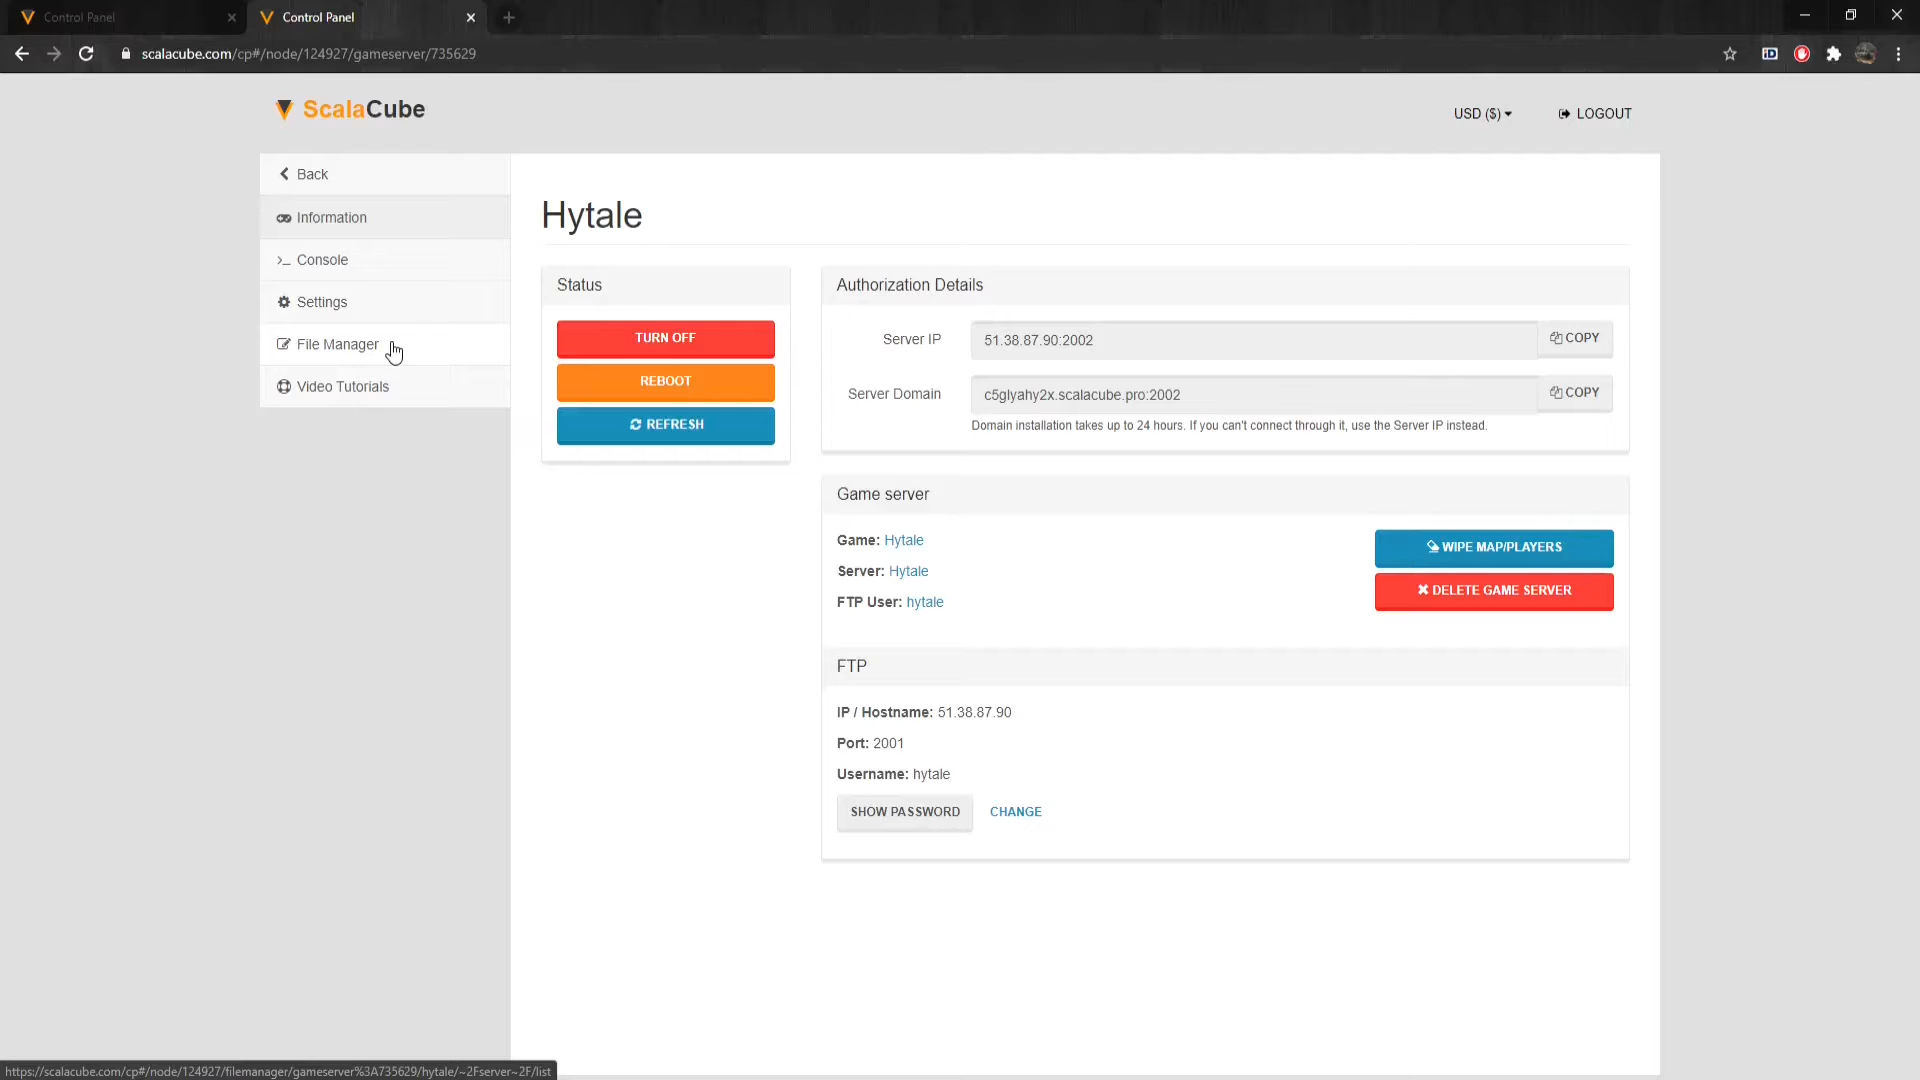 Control Panel
Control Panel
scalacube.com/cp#/node/124927/gameserver/735629
ScalaCube
USD ($)
LOGOUT
Back
Information
Console
Settings
File Manager
Video Tutorials
Hytale
Status
TURN OFF
REBOOT
REFRESH
Authorization Details
Server IP
51.38.87.90:2002
COPY
Server Domain
c5glyahy2x.scalacube.pro:2002
COPY
Domain installation takes up to 24 hours. If you can't connect through it, use the Server IP instead.
Game server
Game: Hytale
Server: Hytale
FTP User: hytale
WIPE MAP/PLAYERS
DELETE GAME SERVER
FTP
IP / Hostname: 51.38.87.90
Port: 2001
Username: hytale
SHOW PASSWORD
CHANGE
https://scalacube.com/cp#/node/124927/filemanager/gameserver%3A735629/hytale/~2Fserver~2F/list